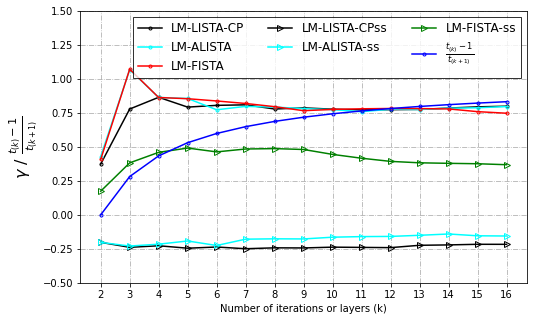 1.50
1.25
1.00
0.75
0.50
0.25
0.00
−0.25
−0.50
γ / t(k) − 1 / t(k+1)
LM-LISTA-CP
LM-ALISTA
LM-FISTA
LM-LISTA-CPss
LM-ALISTA-ss
LM-FISTA-ss
t(k) − 1
t(k+1)
2 3 4 5 6 7 8 9 10 11 12 13 14 15 16
Number of iterations or layers (k)